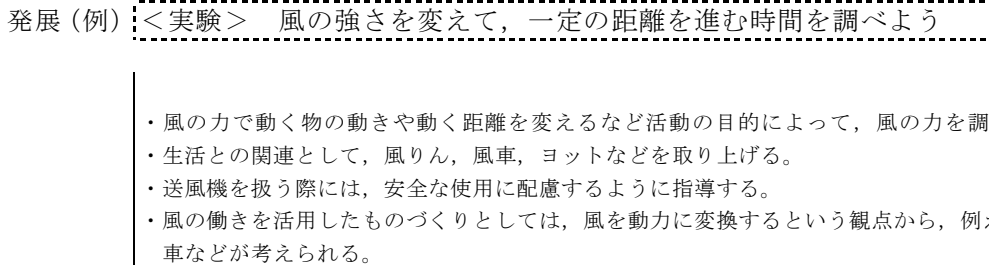 発展（例）＜実験＞　風の強さを変えて，一定の距離を進む時間を調べよう
・風の力で動く物の動きや動く距離を変えるなど活動の目的によって，風の力を調
・生活との関連として，風りん，風車，ヨットなどを取り上げる。
・送風機を扱う際には，安全な使用に配慮するように指導する。
・風の働きを活用したものづくりとしては，風を動力に変換するという観点から，例
車などが考えられる。